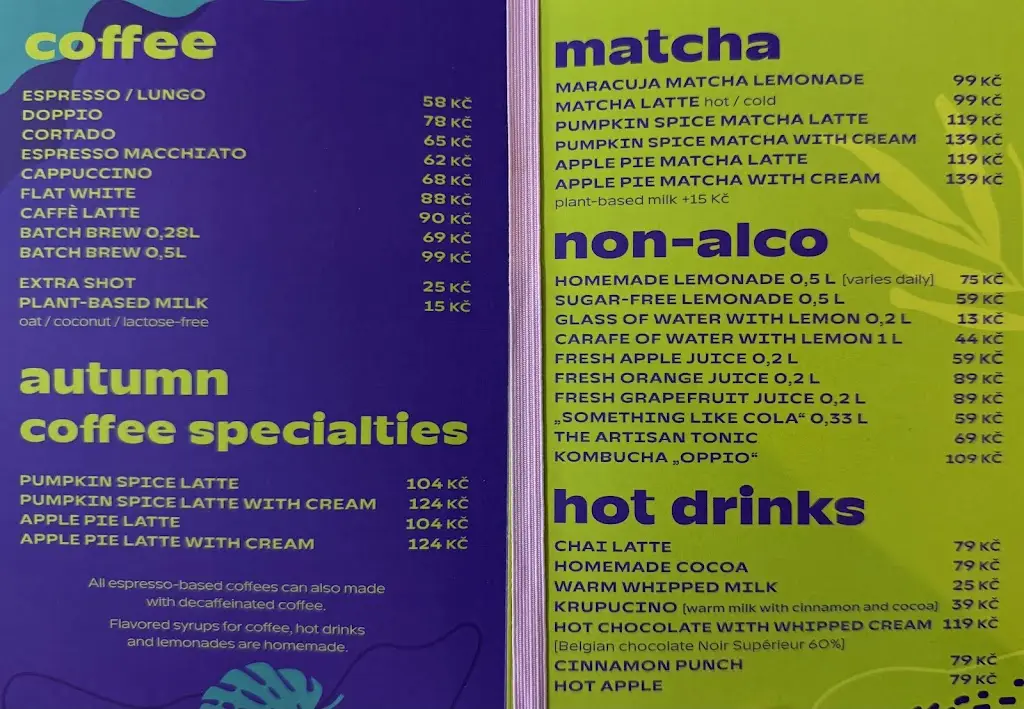 coffee
ESPRESSO / LUNGO 58 Kč
DOPPIO 78 Kč
CORTADO 65 Kč
ESPRESSO MACCHIATO 62 Kč
CAPPUCCINO 68 Kč
FLAT WHITE 88 Kč
CAFFÈ LATTE 90 Kč
BATCH BREW 0,28L 69 Kč
BATCH BREW 0,5L 99 Kč
EXTRA SHOT 25 Kč
PLANT-BASED MILK 15 Kč
oat / coconut / lactose-free
autumn
coffee specialties
PUMPKIN SPICE LATTE 104 Kč
PUMPKIN SPICE LATTE WITH CREAM 124 Kč
APPLE PIE LATTE 104 Kč
APPLE PIE LATTE WITH CREAM 124 Kč
All espresso-based coffees can also made
with decaffeinated coffee.
Flavored syrups for coffee, hot drinks
and lemonades are homemade.
matcha
MARACUJA MATCHA LEMONADE 99 Kč
MATCHA LATTE hot / cold 99 Kč
PUMPKIN SPICE MATCHA LATTE 119 Kč
PUMPKIN SPICE MATCHA WITH CREAM 139 Kč
APPLE PIE MATCHA LATTE 119 Kč
APPLE PIE MATCHA WITH CREAM 139 Kč
plant-based milk +15 Kč
non-alco
HOMEMADE LEMONADE 0,5 L (varies daily) 75 Kč
SUGAR-FREE LEMONADE 0,5 L 59 Kč
GLASS OF WATER WITH LEMON 0,2 L 13 Kč
CARAFE OF WATER WITH LEMON 1 L 44 Kč
FRESH APPLE JUICE 0,2 L 59 Kč
FRESH ORANGE JUICE 0,2 L 89 Kč
FRESH GRAPEFRUIT JUICE 0,2 L 89 Kč
„SOMETHING LIKE COLA“ 0,33 L 59 Kč
THE ARTISAN TONIC 69 Kč
KOMBUCHA „OPPIO“ 109 Kč
hot drinks
CHAI LATTE 79 Kč
HOMEMADE COCOA 79 Kč
WARM WHIPPED MILK 25 Kč
KRUPUCINO (warm milk with cinnamon and cocoa) 39 Kč
HOT CHOCOLATE WITH WHIPPED CREAM 119 Kč
(Belgian chocolate Noir Supérieur 60%)
CINNAMON PUNCH 79 Kč
HOT APPLE 79 Kč